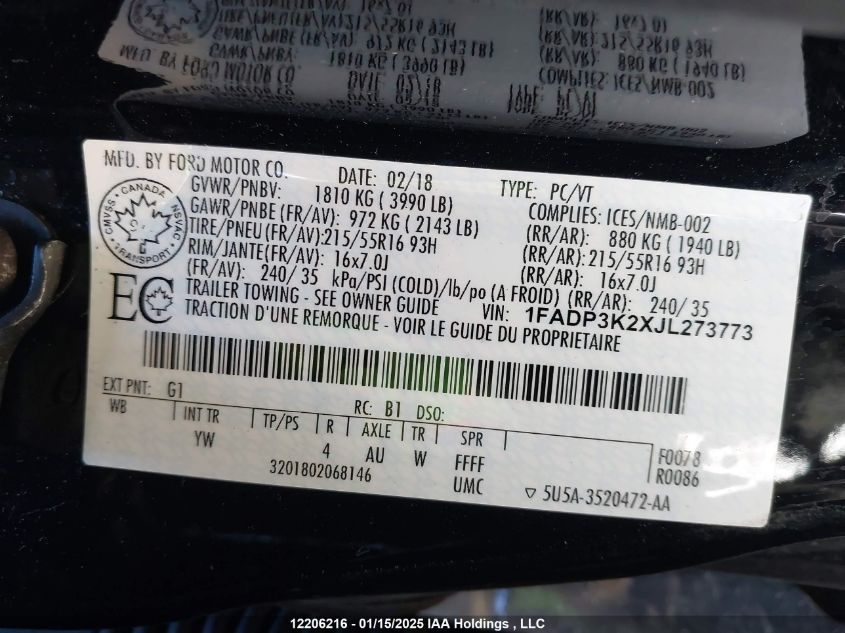 MFD. BY FORD MOTOR CO. DATE: 02/18 TYPE: PC/VT
GVWR/PNBV: 1810 KG ( 3990 LB) COMPLIES: ICES/NMB-002
GAWR/PNBE (FR/AV): 972 KG ( 2143 LB) (RR/AR): 880 KG ( 1940 LB)
TIRE/PNEU (FR/AV):215/55R16 93H (RR/AR):215/55R16 93H
RIM/JANTE(FR/AV): 16x7.0J (RR/AR): 16x7.0J
(FR/AV): 240/ 35 kPa/PSI (COLD)/lb/po (A FROID) (RR/AR): 240/ 35
TRAILER TOWING - SEE OWNER GUIDE VIN: 1FADP3K2XJL273773
TRACTION D'UNE REMORQUE - VOIR LE GUIDE DU PROPRIETAIRE
CANADA
CMVSS NSVAC
TRANSPORT
EC
EXT PNT: G1 RC: B1 DSO:
WB INT TR TP/PS R AXLE TR SPR
YW 4 AU W FFFF F0078
3201802068146 UMC R0086
5U5A-3520472-AA
12206216 - 01/15/2025 IAA Holdings , LLC